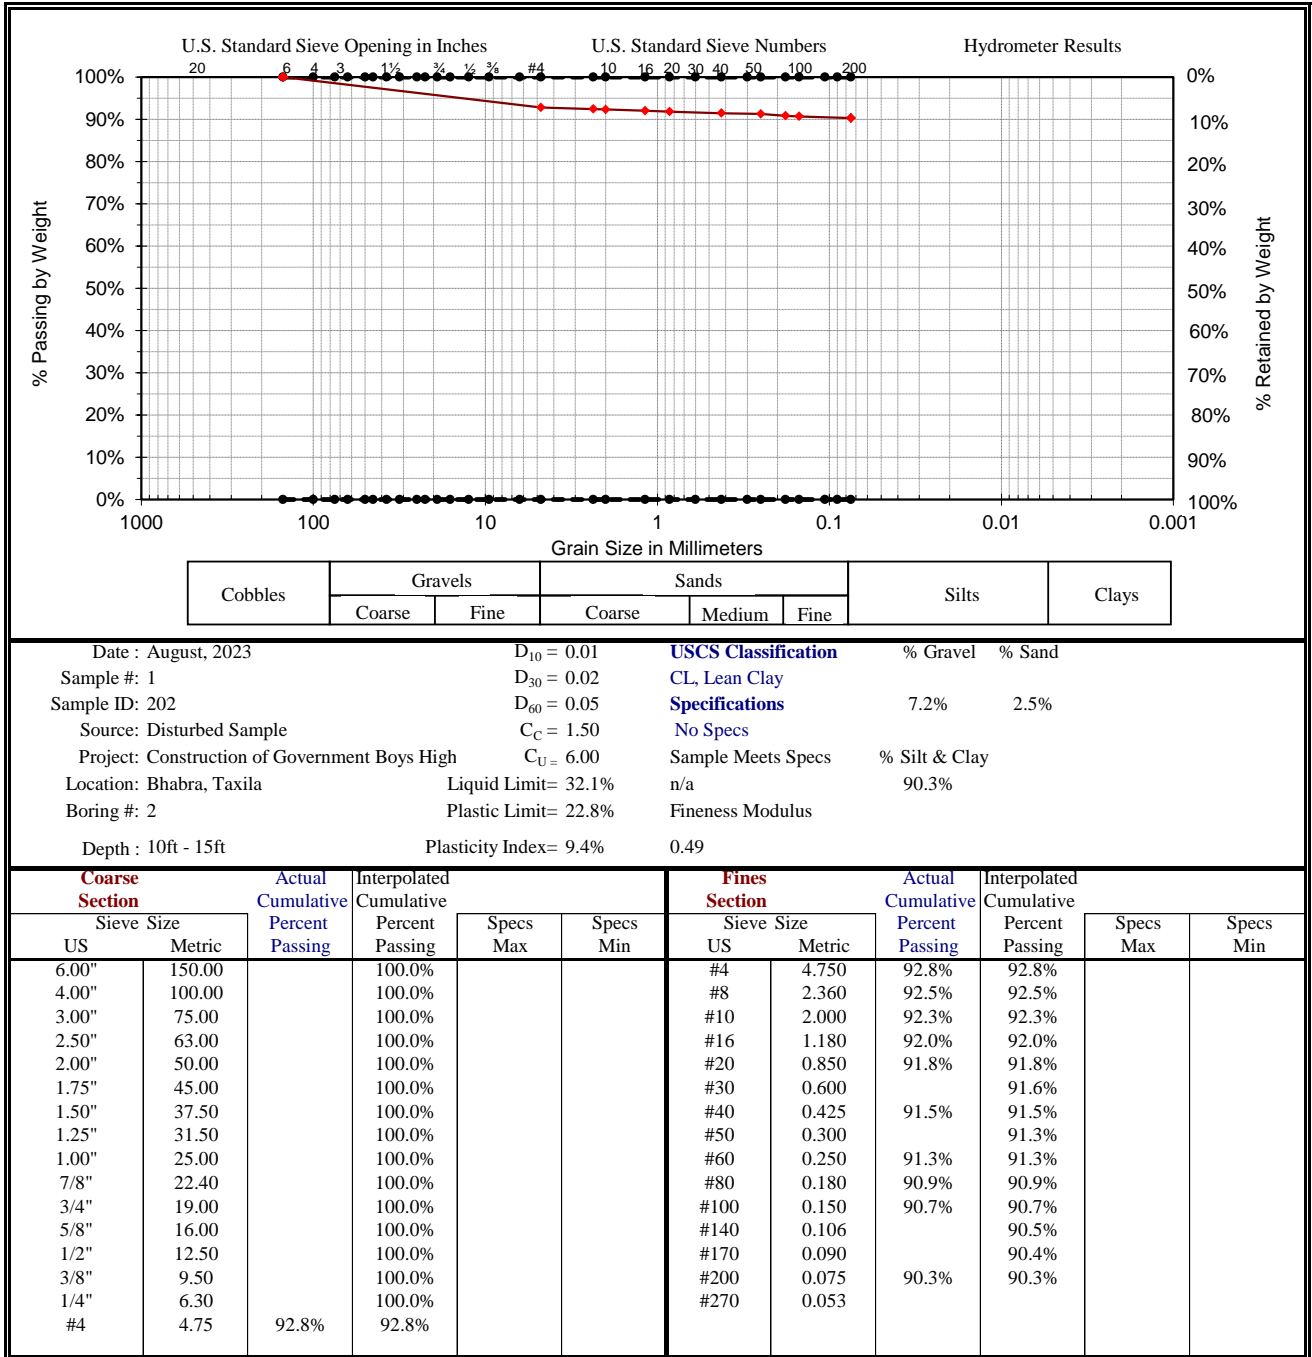 U.S. Standard Sieve Opening in Inches U.S. Standard Sieve Numbers Hydrometer Results
20 6 4 3 1½ ¾ ½ ⅜ #4 10 16 20 30 40 50 100 200
100% 0%
90% 10%
80% 20%
70% 30%
60% 40%
50% 50%
40% 60%
30% 70%
20% 80%
10% 90%
0% 100%
% Passing by Weight
% Retained by Weight
1000 100 10 1 0.1 0.01 0.001
Grain Size in Millimeters
Cobbles Gravels Sands Silts Clays
Coarse Fine Coarse Medium Fine
Date : August, 2023 D10 = 0.01 USCS Classification % Gravel % Sand
Sample #: 1 D30 = 0.02 CL, Lean Clay
Sample ID: 202 D60 = 0.05 Specifications 7.2% 2.5%
Source: Disturbed Sample CC = 1.50 No Specs
Project: Construction of Government Boys High CU = 6.00 Sample Meets Specs % Silt & Clay
Location: Bhabra, Taxila Liquid Limit= 32.1% n/a 90.3%
Boring #: 2 Plastic Limit= 22.8% Fineness Modulus
Depth : 10ft - 15ft Plasticity Index= 9.4% 0.49
Coarse Actual Interpolated Fines Actual Interpolated
Section Cumulative Cumulative Section Cumulative Cumulative
Sieve Size Percent Percent Specs Specs Sieve Size Percent Percent Specs Specs
US Metric Passing Passing Max Min US Metric Passing Passing Max Min
6.00" 150.00 100.0% #4 4.750 92.8% 92.8%
4.00" 100.00 100.0% #8 2.360 92.5% 92.5%
3.00" 75.00 100.0% #10 2.000 92.3% 92.3%
2.50" 63.00 100.0% #16 1.180 92.0% 92.0%
2.00" 50.00 100.0% #20 0.850 91.8% 91.8%
1.75" 45.00 100.0% #30 0.600 91.6%
1.50" 37.50 100.0% #40 0.425 91.5% 91.5%
1.25" 31.50 100.0% #50 0.300 91.3%
1.00" 25.00 100.0% #60 0.250 91.3% 91.3%
7/8" 22.40 100.0% #80 0.180 90.9% 90.9%
3/4" 19.00 100.0% #100 0.150 90.7% 90.7%
5/8" 16.00 100.0% #140 0.106 90.5%
1/2" 12.50 100.0% #170 0.090 90.4%
3/8" 9.50 100.0% #200 0.075 90.3% 90.3%
1/4" 6.30 100.0% #270 0.053
#4 4.75 92.8% 92.8%